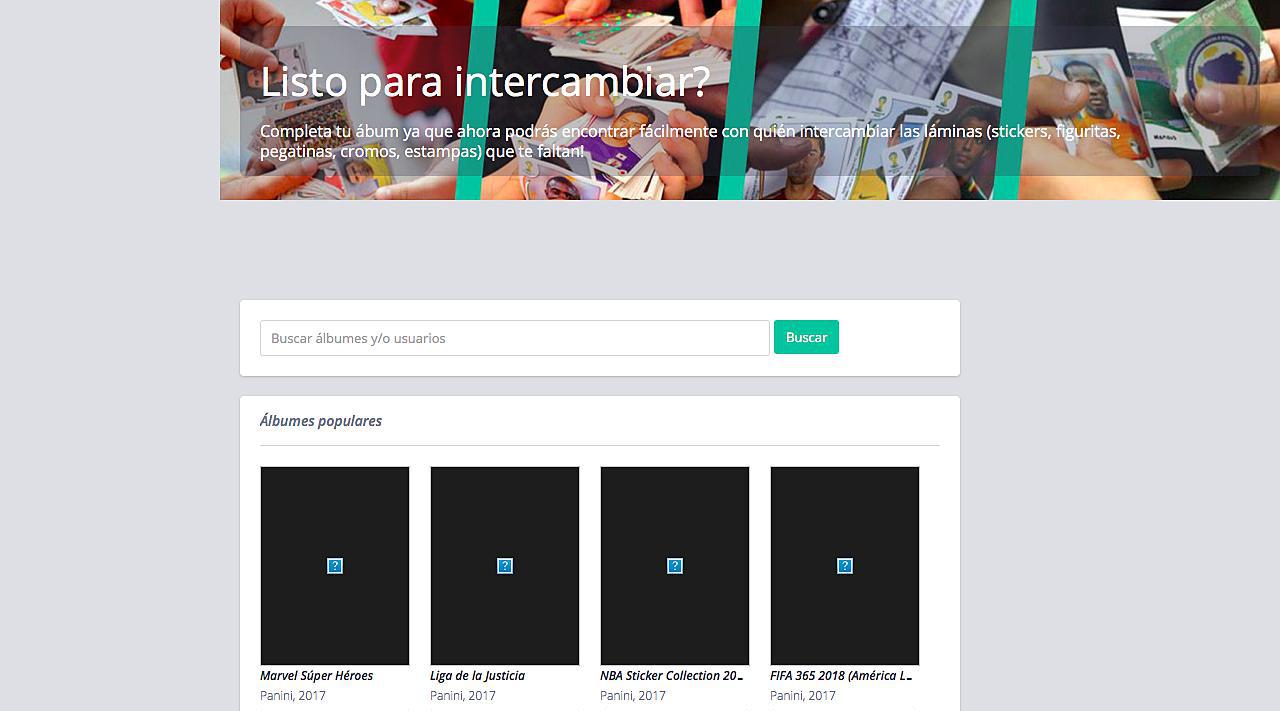 Listo para intercambiar?
Completa tu ábum ya que ahora podrás encontrar fácilmente con quién intercambiar las láminas (stickers, figuritas,
pegatinas, cromos, estampas) que te faltan!
Buscar álbumes y/o usuarios
Buscar
Álbumes populares
?
?
?
?
Marvel Súper Héroes
Liga de la Justicia
NBA Sticker Collection 20...
FIFA 365 2018 (América L...
Panini, 2017
Panini, 2017
Panini, 2017
Panini, 2017